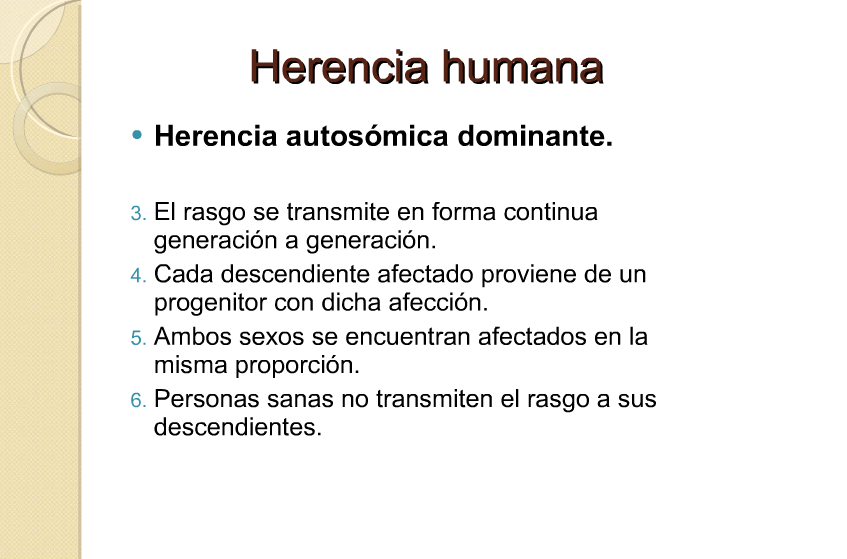 Herencia humana
• Herencia autosómica dominante.
3. El rasgo se transmite en forma continua
generación a generación.
4. Cada descendiente afectado proviene de un
progenitor con dicha afección.
5. Ambos sexos se encuentran afectados en la
misma proporción.
6. Personas sanas no transmiten el rasgo a sus
descendientes.